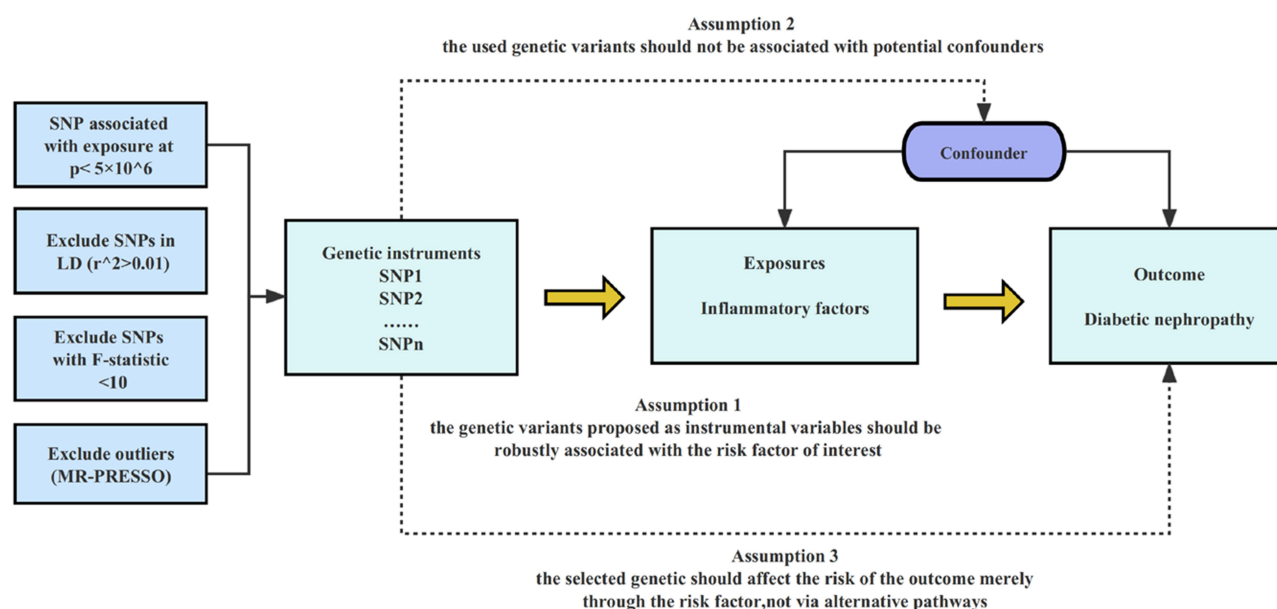 Assumption 2
the used genetic variants should not be associated with potential confounders
SNP associated
with exposure at
p< 5×10^6
Exclude SNPs in
LD (r^2>0.01)
Exclude SNPs
with F-statistic
<10
Exclude outliers
(MR-PRESSO)
Genetic instruments
SNP1
SNP2
......
SNPn
Confounder
Exposures
Inflammatory factors
Outcome
Diabetic nephropathy
Assumption 1
the genetic variants proposed as instrumental variables should be
robustly associated with the risk factor of interest
Assumption 3
the selected genetic should affect the risk of the outcome merely
through the risk factor,not via alternative pathways